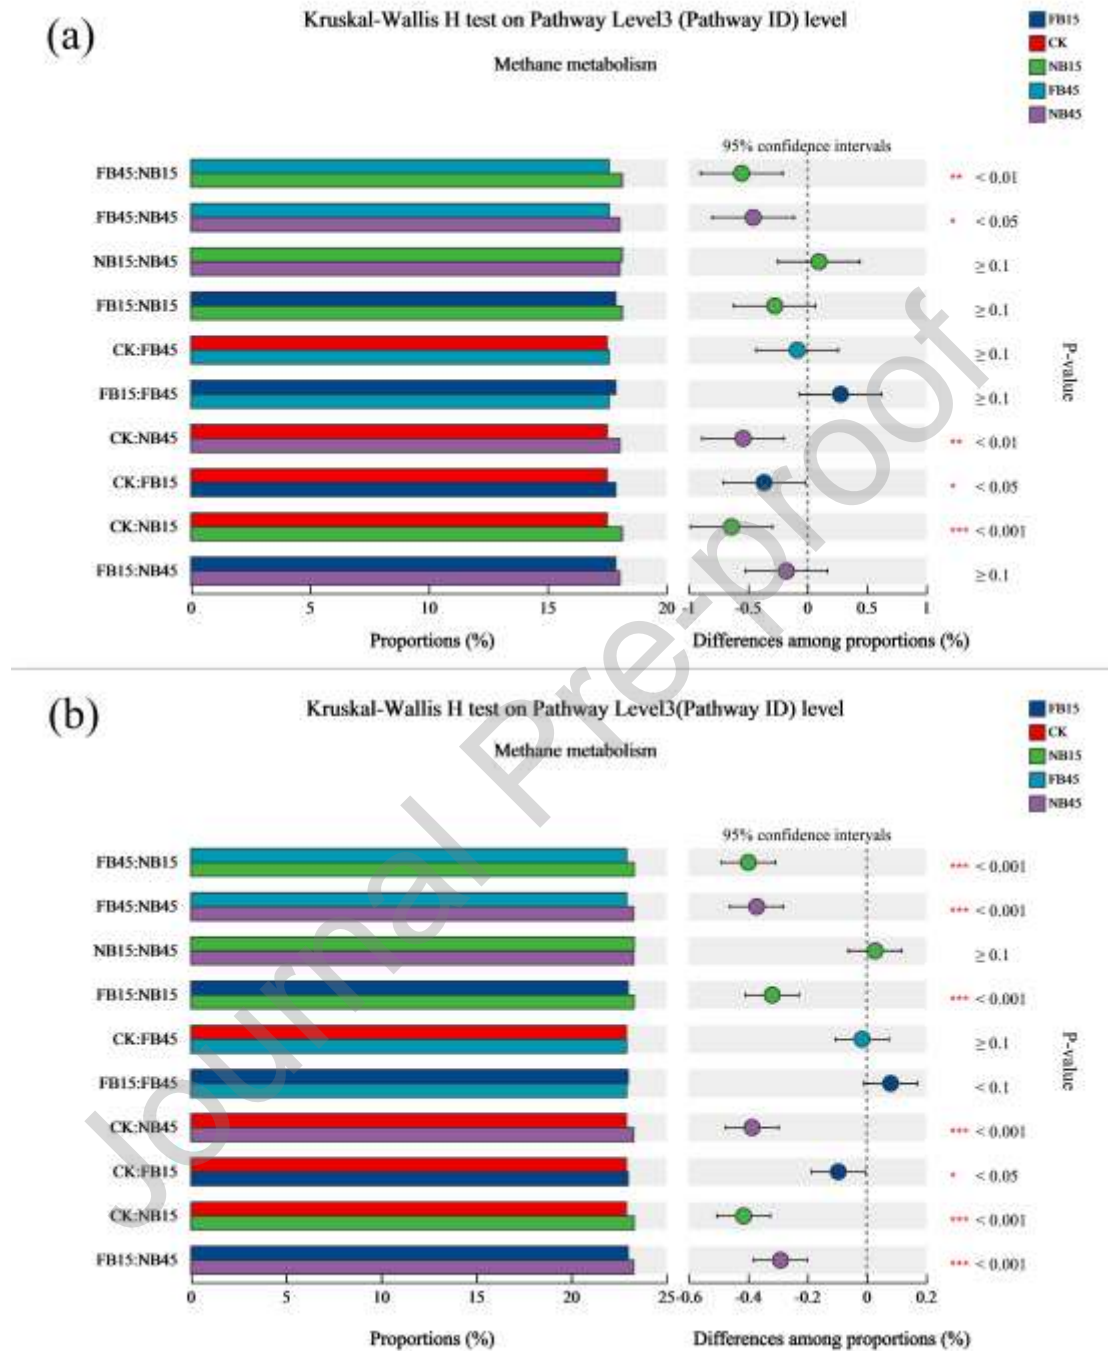 (a)
Kruskal-Wallis H test on Pathway Level3 (Pathway ID) level
Methane metabolism
FB15
CK
NB15
FB45
NB45
95% confidence intervals
FB45:NB15
** < 0.01
FB45:NB45
* < 0.05
NB15:NB45
≥ 0.1
FB15:NB15
≥ 0.1
CK:FB45
≥ 0.1
FB15:FB45
≥ 0.1
CK:NB45
** < 0.01
CK:FB15
* < 0.05
CK:NB15
*** < 0.001
FB15:NB45
≥ 0.1
P-value
0 5 10 15 20 -1 -0.5 0 0.5 1
Proportions (%)
Differences among proportions (%)
(b)
Kruskal-Wallis H test on Pathway Level3(Pathway ID) level
Methane metabolism
FB15
CK
NB15
FB45
NB45
95% confidence intervals
FB45:NB15
*** < 0.001
FB45:NB45
*** < 0.001
NB15:NB45
≥ 0.1
FB15:NB15
*** < 0.001
CK:FB45
≥ 0.1
FB15:FB45
< 0.1
CK:NB45
*** < 0.001
CK:FB15
* < 0.05
CK:NB15
*** < 0.001
FB15:NB45
*** < 0.001
P-value
0 5 10 15 20 25 -0.6 -0.4 -0.2 0 0.2
Proportions (%)
Differences among proportions (%)
Journal Pre-proof